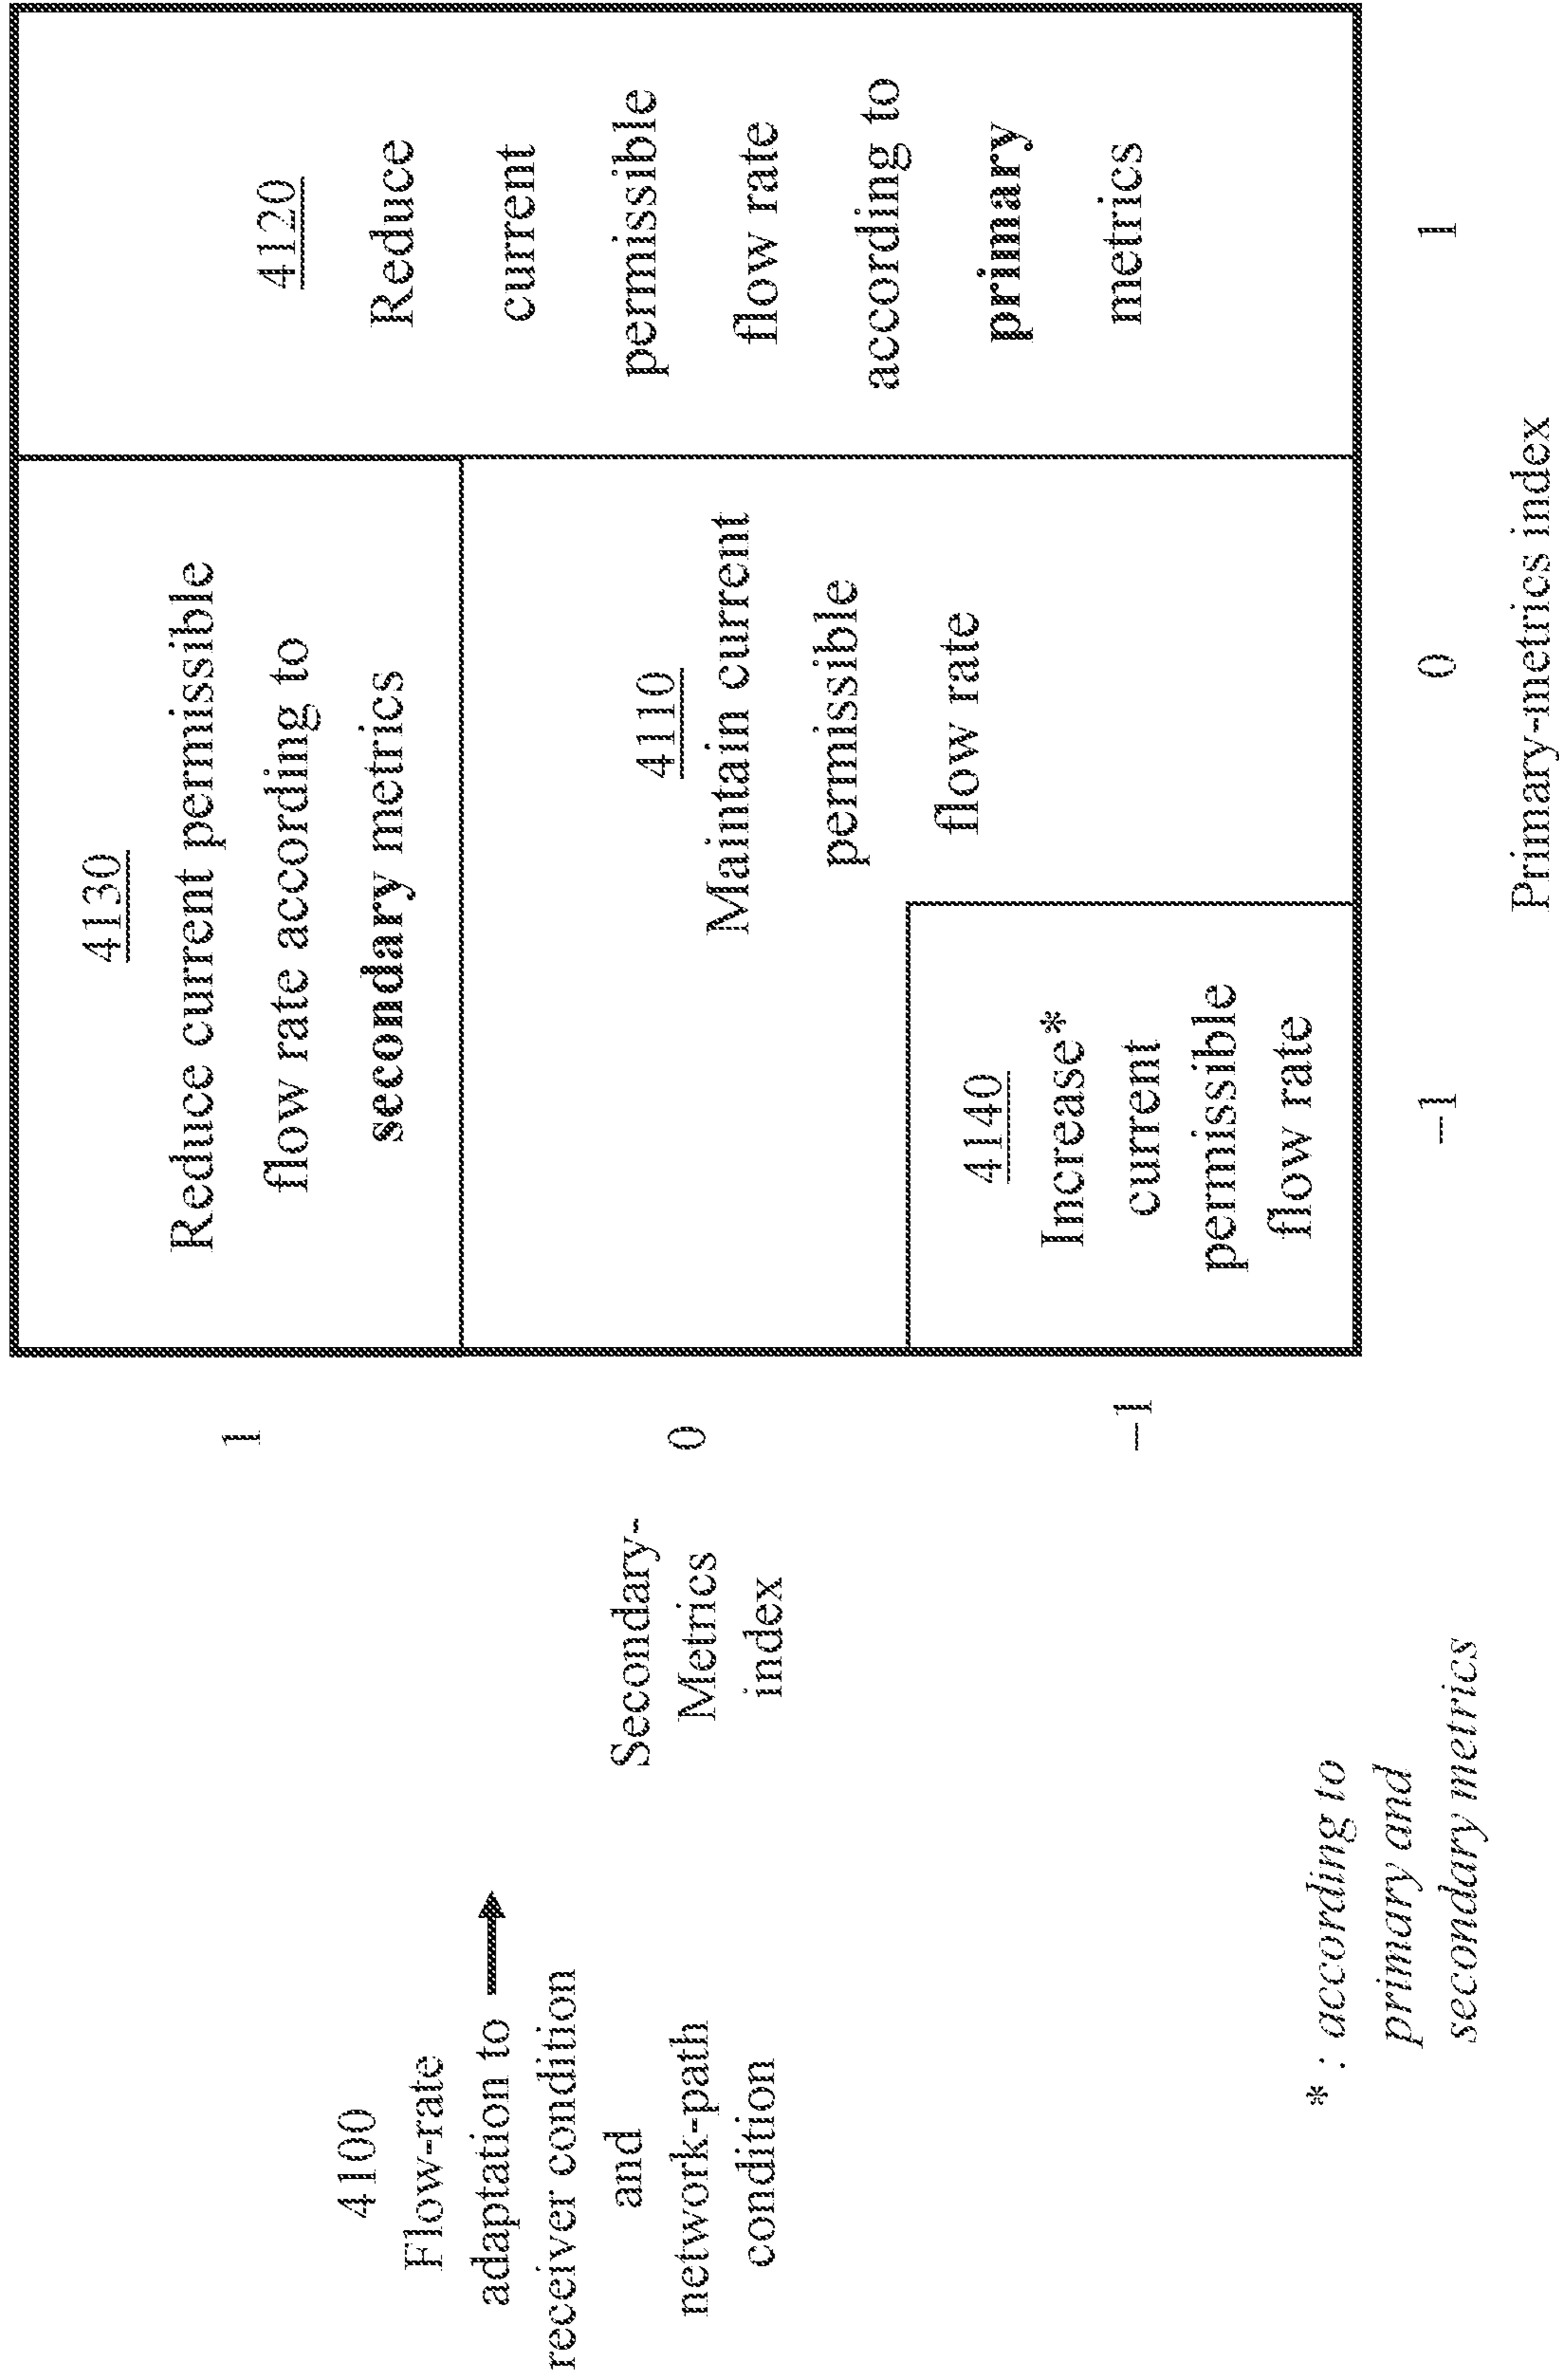 4100
Flow-rate
adaptation to
receiver condition
and
network-path
condition
Secondary-
Metrics
index
1
0
−1
4130
Reduce current permissible
flow rate according to
secondary metrics
4120
Reduce
current
permissible
flow rate
according to
primary
metrics
4110
Maintain current
permissible
flow rate
4140
Increase*
current
permissible
flow rate
−1
0
1
Primary-metrics index
* : according to
primary and
secondary metrics